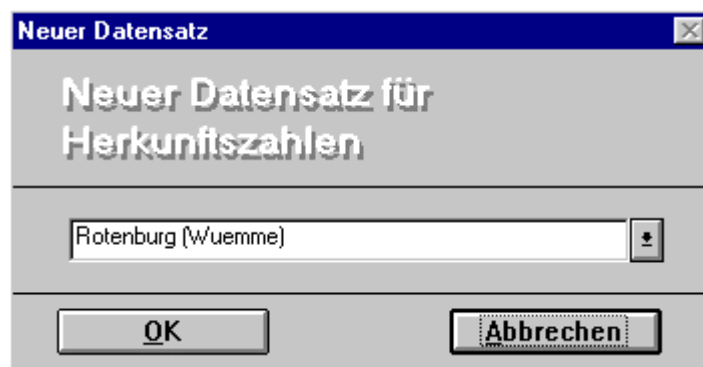 Neuer Datensatz
Neuer Datensatz für
Herkunftszahlen
Rotenburg (Wuemme)
OK
Abbrechen